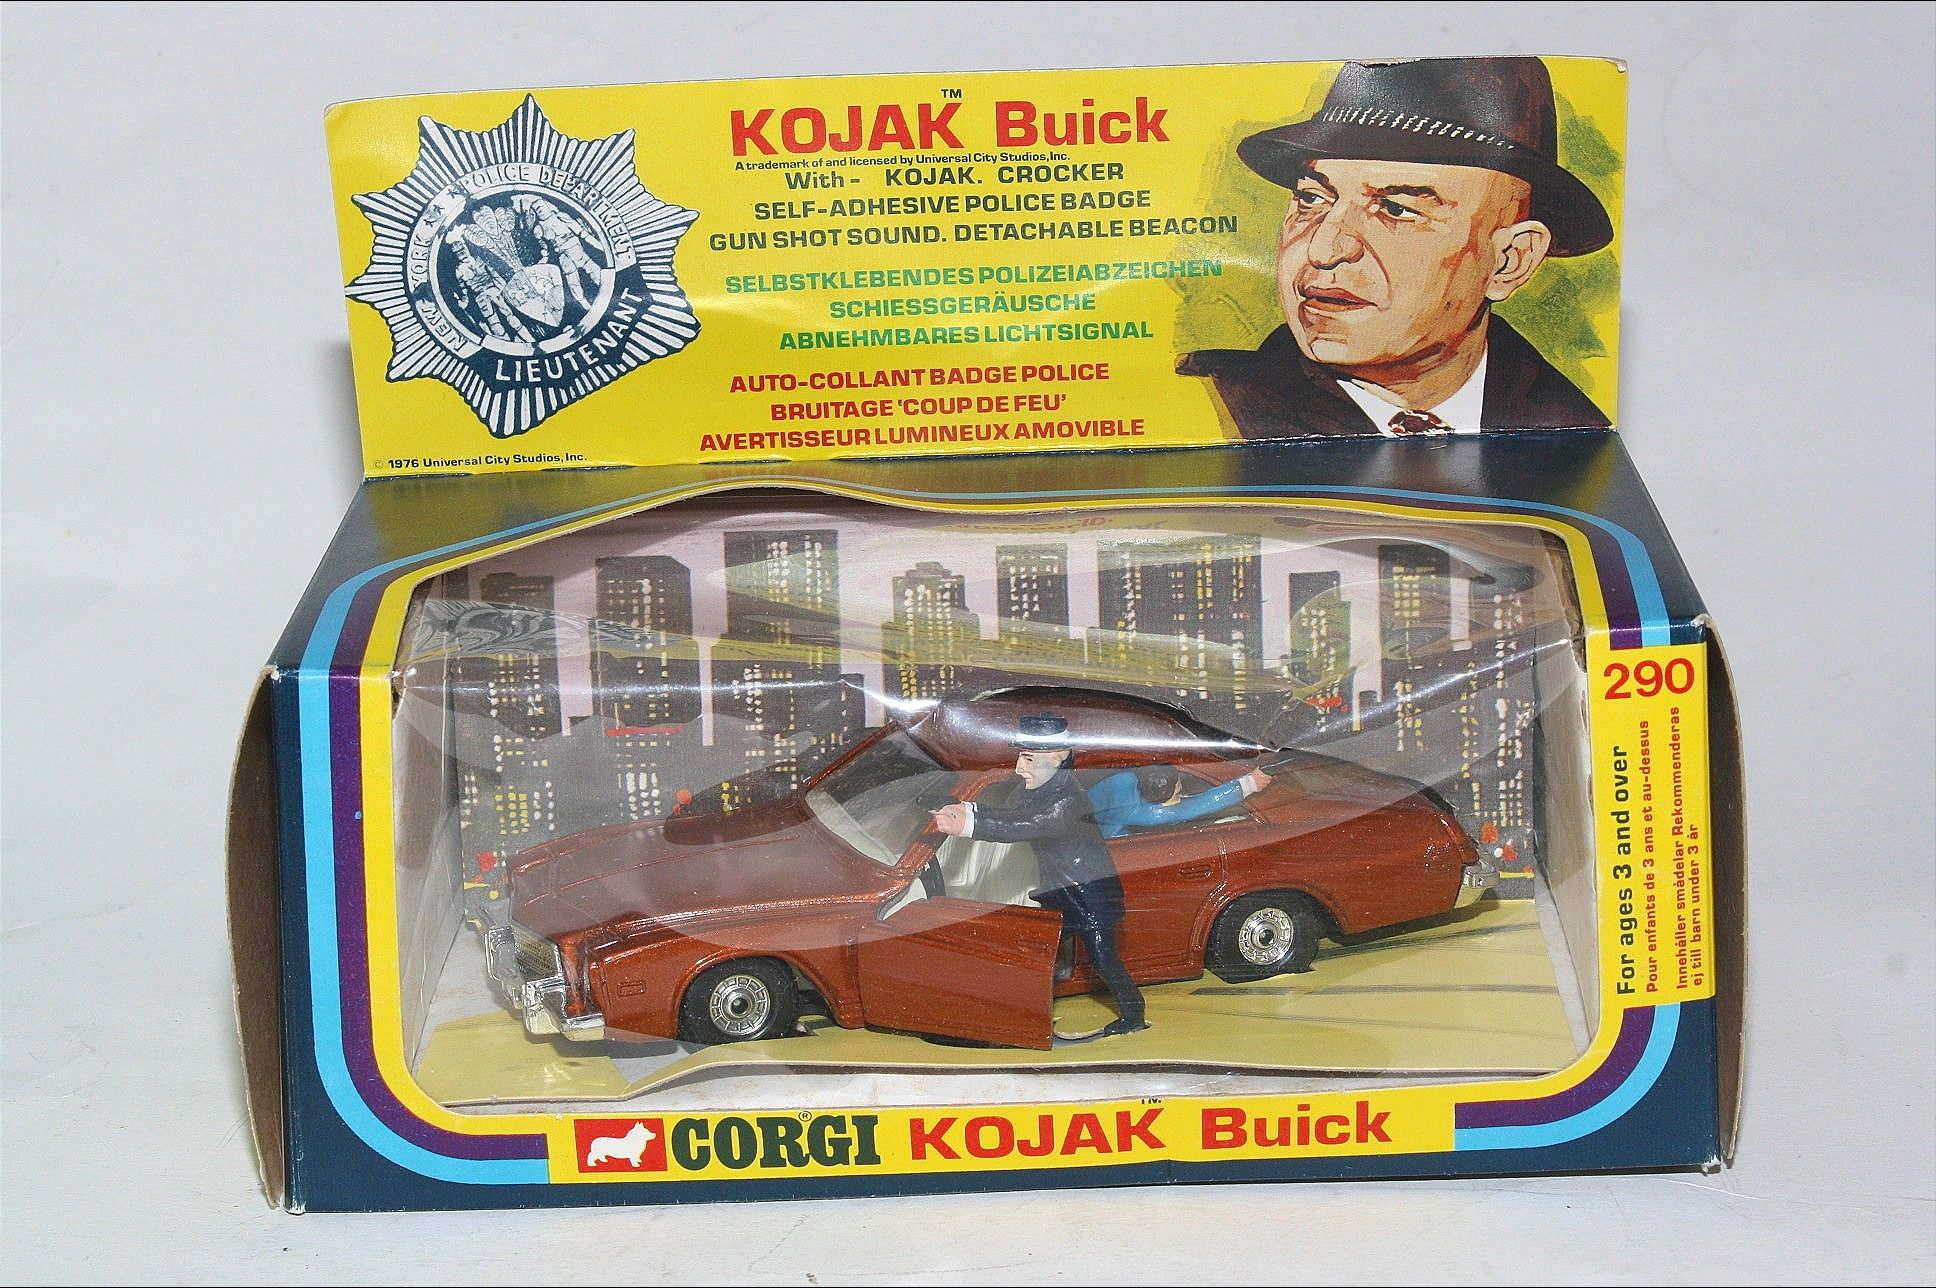 NEW YORK POLICE DEPARTMENT
LIEUTENANT
© 1976 Universal City Studios, Inc.
KOJAK™ Buick
A trademark of and licensed by Universal City Studios, Inc.
With - KOJAK. CROCKER
SELF-ADHESIVE POLICE BADGE
GUN SHOT SOUND. DETACHABLE BEACON
SELBSTKLEBENDES POLIZEIABZEICHEN
SCHIESSGERÄUSCHE
ABNEHMBARES LICHTSIGNAL
AUTO-COLLANT BADGE POLICE
BRUITAGE 'COUP DE FEU'
AVERTISSEUR LUMINEUX AMOVIBLE
290
For ages 3 and over
Pour enfants de 3 ans et au-dessus
Innehåller smådelar Rekommenderas
ej till barn under 3 år
CORGI® KOJAK™ Buick